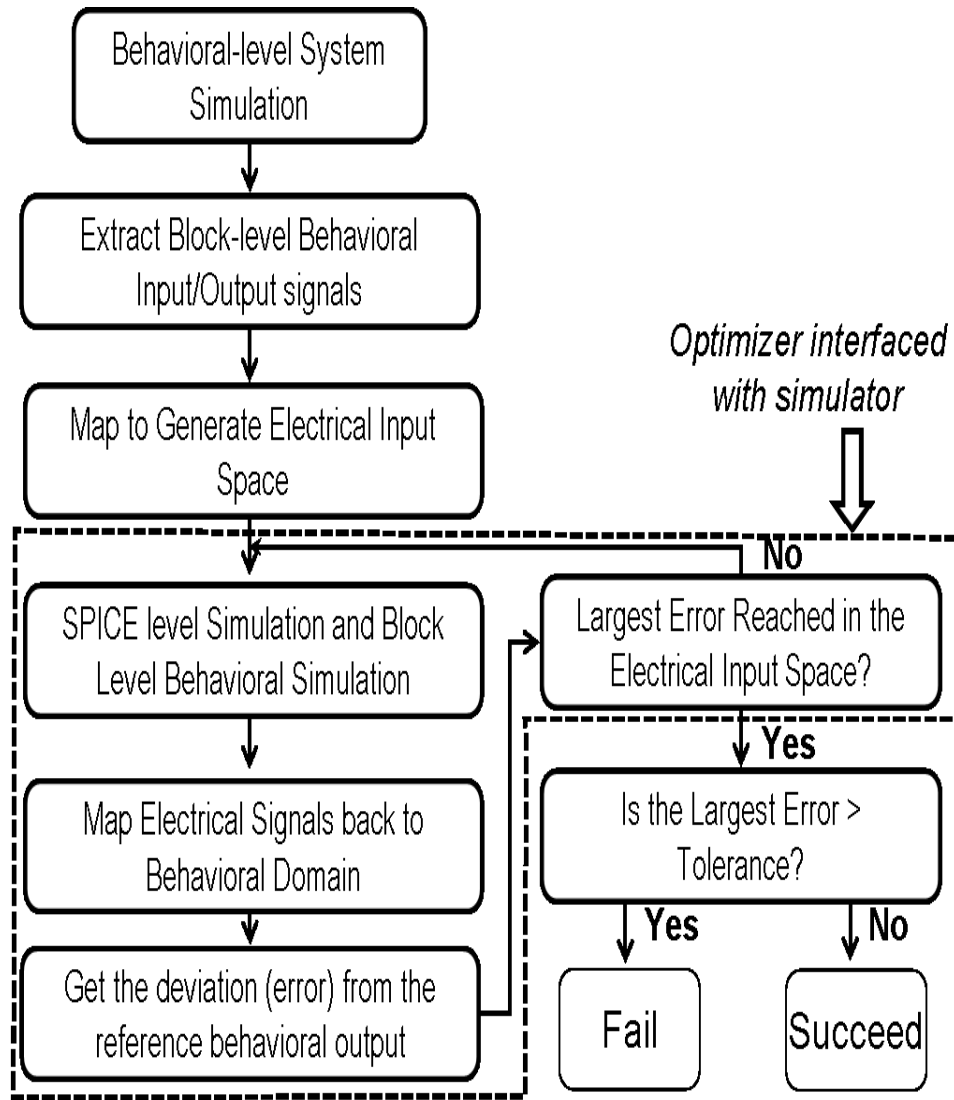 Behavioral-level System
Simulation
Extract Block-level Behavioral
Input/Output signals
Map to Generate Electrical Input
Space
Optimizer interfaced
with simulator
SPICE level Simulation and Block
Level Behavioral Simulation
Map Electrical Signals back to
Behavioral Domain
Get the deviation (error) from the
reference behavioral output
No
Largest Error Reached in the
Electrical Input Space?
Yes
Is the Largest Error >
Tolerance?
Yes
No
Fail
Succeed